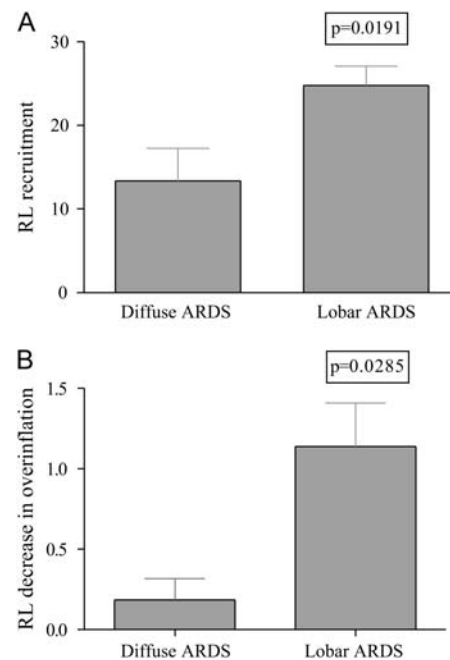 A
p=0.0191
30
20
10
0
RL recruitment
Diffuse ARDS Lobar ARDS
B
p=0.0285
1.5
1.0
0.5
0.0
RL decrease in overinflation
Diffuse ARDS Lobar ARDS